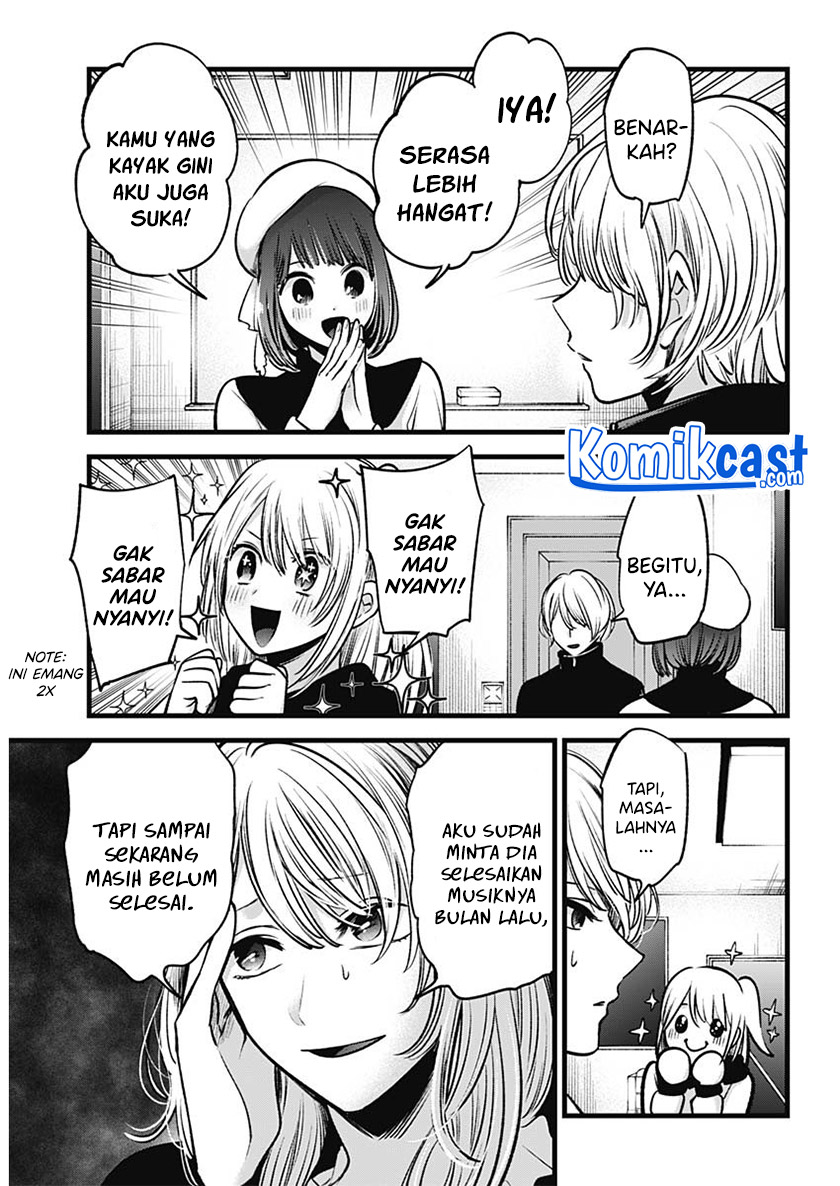 BENAR-
KAH?
IYA!
SERASA
LEBIH
HANGAT!
KAMU YANG
KAYAK GINI
AKU JUGA
SUKA!
Komikcast
.com
BEGITU,
YA...
GAK
SABAR
MAU
NYANYI!
GAK
SABAR
MAU
NYANYI!
NOTE:
INI EMANG
2X
TAPI,
MASA-
LAHNYA
...
AKU SUDAH
MINTA DIA
SELESAIKAN
MUSIKNYA
BULAN LALU,
TAPI SAMPAI
SEKARANG
MASIH BELUM
SELESAI.